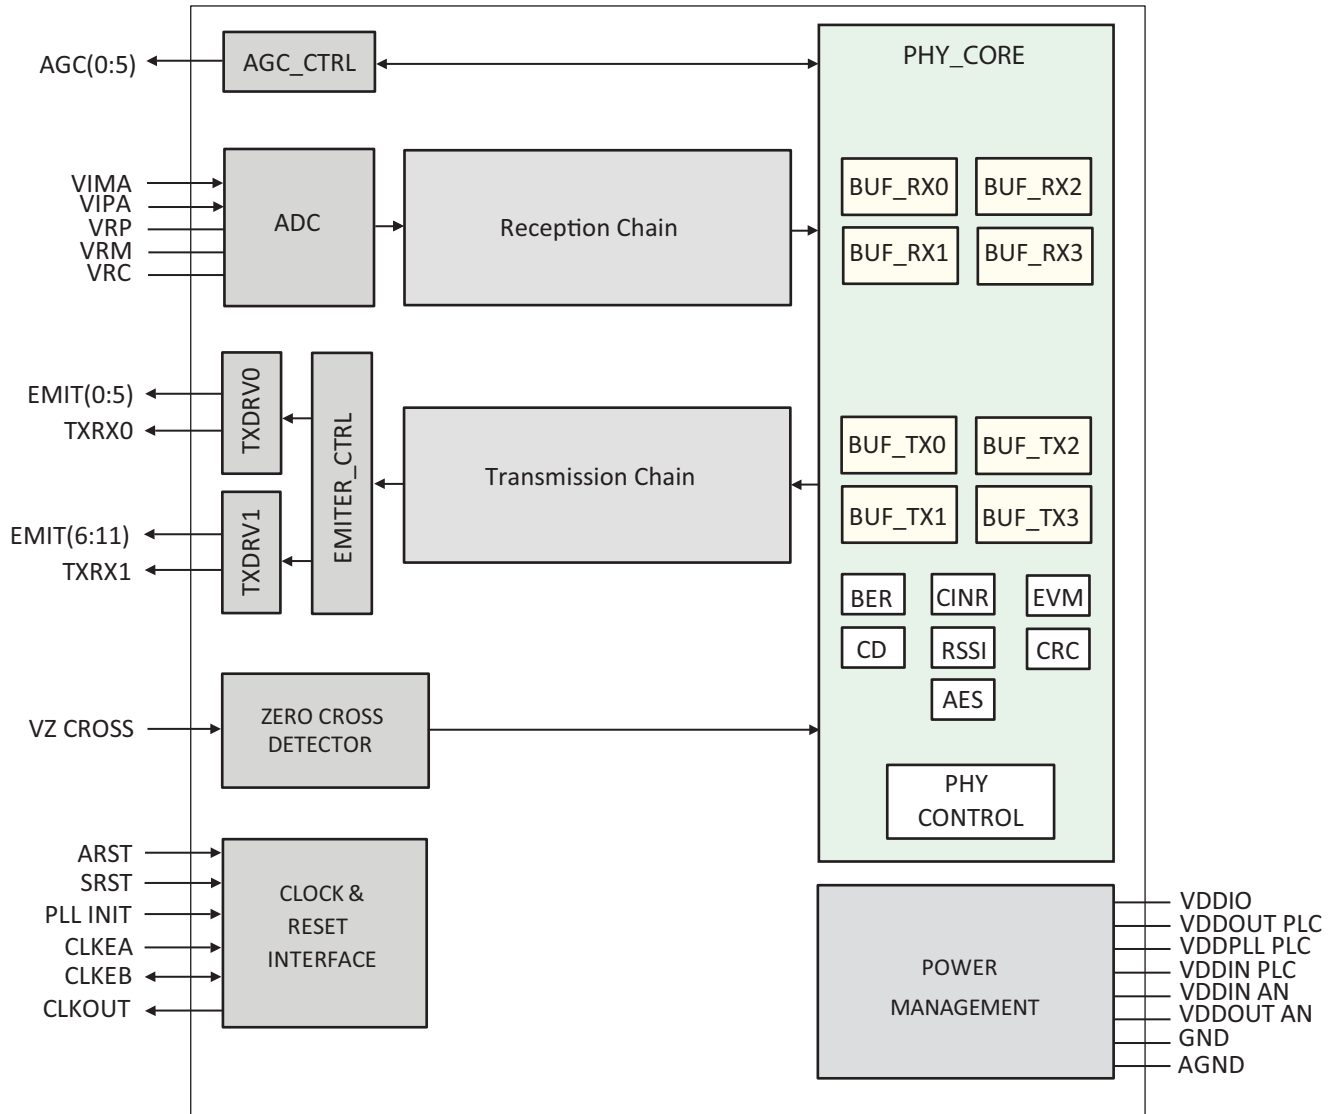 AGC(0:5)
AGC_CTRL
PHY_CORE
VIMA
VIPA
VRP
VRM
VRC
ADC
Reception Chain
BUF_RX0
BUF_RX2
BUF_RX1
BUF_RX3
EMIT(0:5)
TXRX0
TXDRV0
EMIT(6:11)
TXRX1
TXDRV1
EMITER_CTRL
Transmission Chain
BUF_TX0
BUF_TX2
BUF_TX1
BUF_TX3
BER
CINR
EVM
CD
RSSI
CRC
AES
VZ CROSS
ZERO CROSS
DETECTOR
PHY
CONTROL
ARST
SRST
PLL INIT
CLKEA
CLKEB
CLKOUT
CLOCK &
RESET
INTERFACE
POWER
MANAGEMENT
VDDIO
VDDOUT PLC
VDDPLL PLC
VDDIN PLC
VDDIN AN
VDDOUT AN
GND
AGND